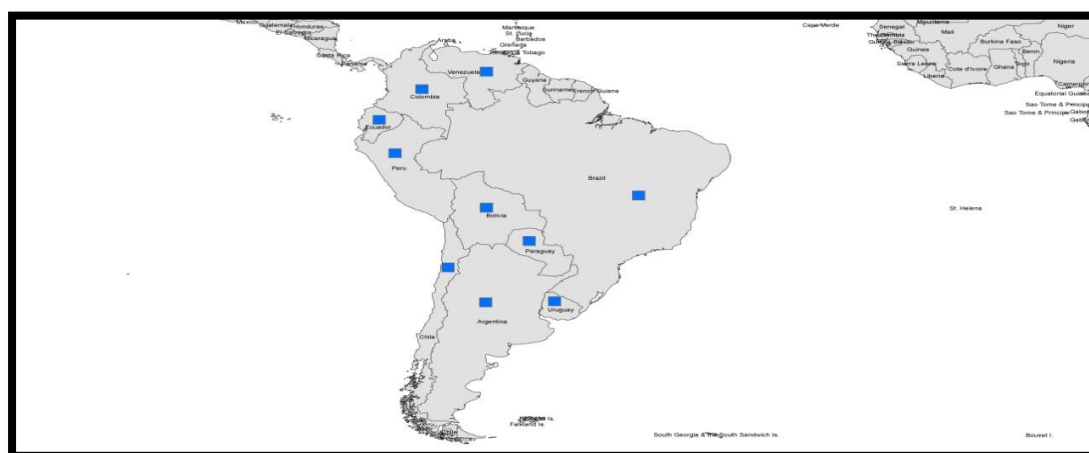 Mexico
Guatemala
Honduras
El Salvador
Nicaragua
Costa Rica
Panama
Aruba
Martinique
St. Lucia
Barbados
Grenada
Tobago
Venezuela
Colombia
Guyana
Suriname
French Guiana
Ecuador
Peru
Brazil
Bolivia
Paraguay
Chile
Argentina
Uruguay
Falkland Is.
South Georgia & the South Sandwich Is.
Bouvet I.
St. Helena
Cape Verde
Senegal
Mauritania
Mali
Niger
The Gambia
Guinea-Bissau
Guinea
Burkina Faso
Benin
Sierra Leone
Liberia
Cote d'Ivoire
Ghana
Togo
Nigeria
Cameroon
Equatorial Guinea
Sao Tome & Principe
Sao Tome & Principe
Gabon